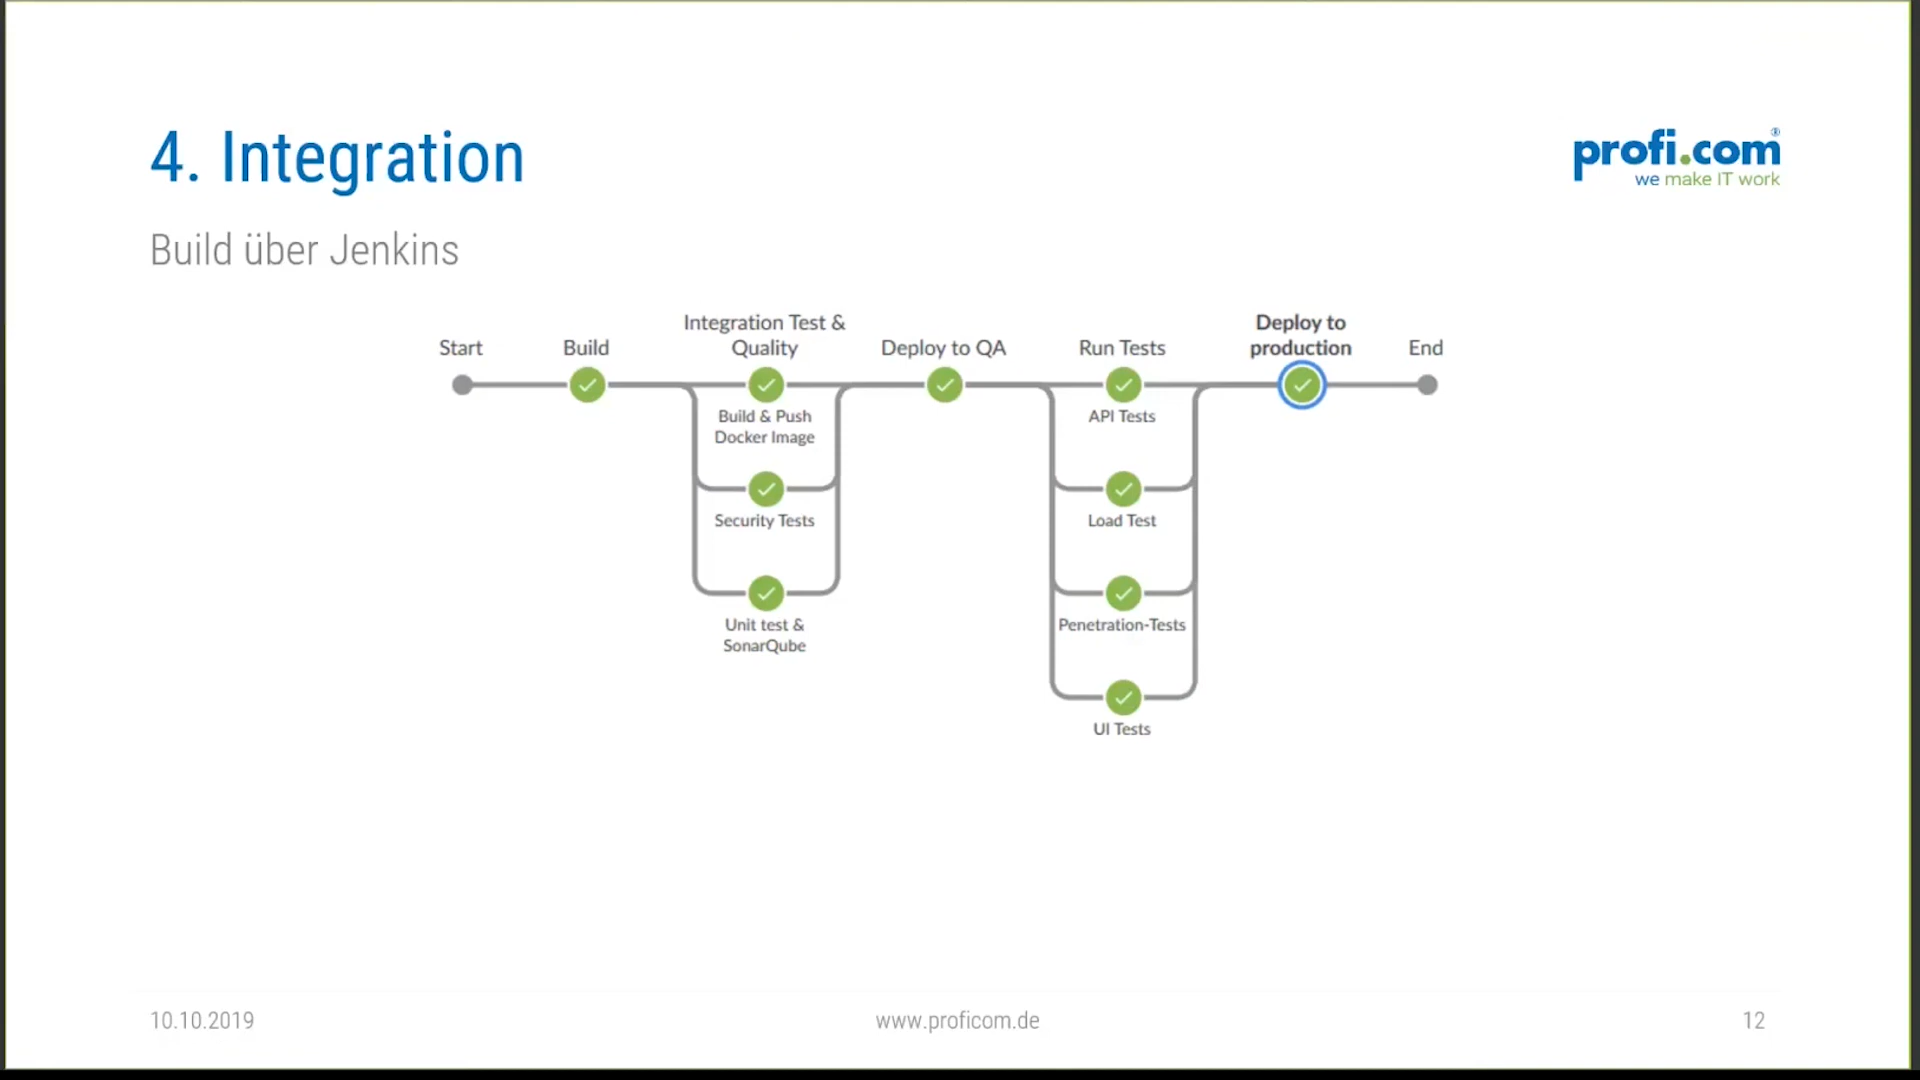 4. Integration
profi.com®
we make IT work
Build über Jenkins
Start
Build
Integration Test &
Quality
Deploy to QA
Run Tests
Deploy to
production
End
Build & Push
Docker Image
API Tests
Security Tests
Load Test
Unit test &
SonarQube
Penetration-Tests
UI Tests
10.10.2019
www.proficom.de
12